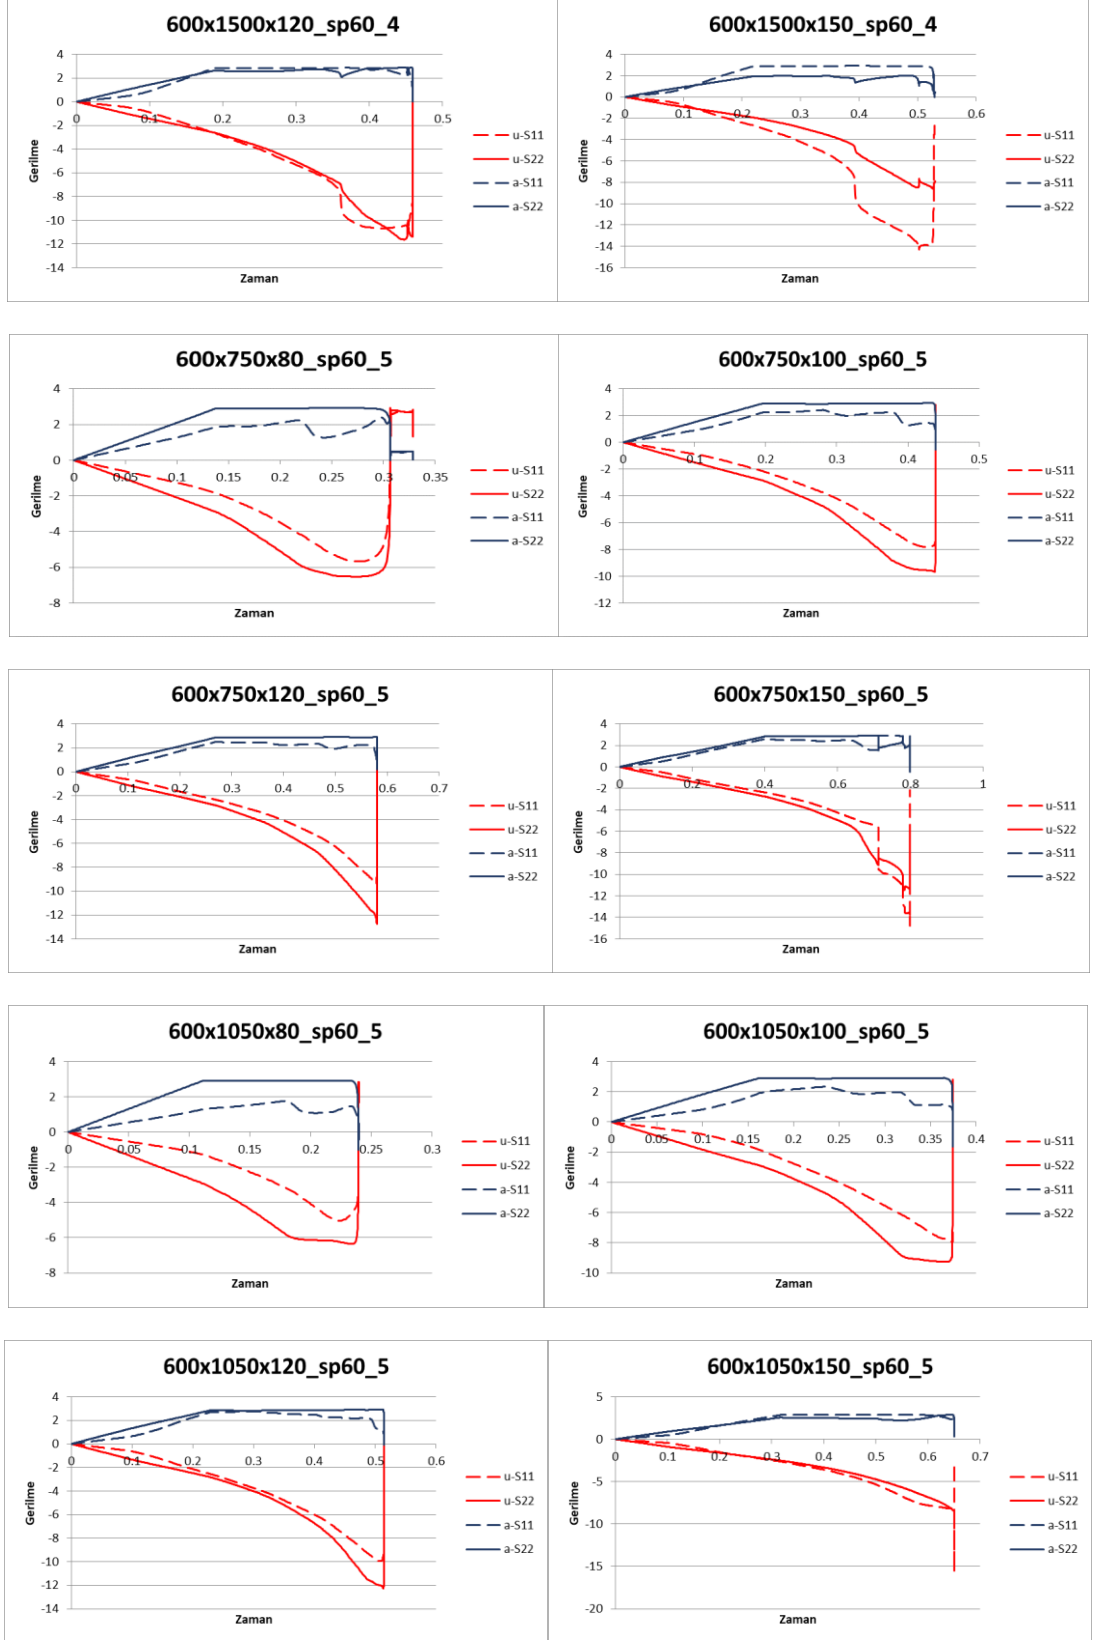 600x1500x120_sp60_4
4
2
0
-2
-4
-6
-8
-10
-12
-14
0 0.1 0.2 0.3 0.4 0.5
Gerilme
Zaman
u-S11
u-S22
a-S11
a-S22
600x1500x150_sp60_4
4
2
0
-2
-4
-6
-8
-10
-12
-14
-16
0 0.1 0.2 0.3 0.4 0.5 0.6
Gerilme
Zaman
u-S11
u-S22
a-S11
a-S22
600x750x80_sp60_5
4
2
0
-2
-4
-6
-8
0 0.05 0.1 0.15 0.2 0.25 0.3 0.35
Gerilme
Zaman
u-S11
u-S22
a-S11
a-S22
600x750x100_sp60_5
4
2
0
-2
-4
-6
-8
-10
-12
0 0.1 0.2 0.3 0.4 0.5
Gerilme
Zaman
u-S11
u-S22
a-S11
a-S22
600x750x120_sp60_5
4
2
0
-2
-4
-6
-8
-10
-12
-14
0 0.1 0.2 0.3 0.4 0.5 0.6 0.7
Gerilme
Zaman
u-S11
u-S22
a-S11
a-S22
600x750x150_sp60_5
4
2
0
-2
-4
-6
-8
-10
-12
-14
-16
0 0.2 0.4 0.6 0.8 1
Gerilme
Zaman
u-S11
u-S22
a-S11
a-S22
600x1050x80_sp60_5
4
2
0
-2
-4
-6
-8
0 0.05 0.1 0.15 0.2 0.25 0.3
Gerilme
Zaman
u-S11
u-S22
a-S11
a-S22
600x1050x100_sp60_5
4
2
0
-2
-4
-6
-8
-10
0 0.05 0.1 0.15 0.2 0.25 0.3 0.35 0.4
Gerilme
Zaman
u-S11
u-S22
a-S11
a-S22
600x1050x120_sp60_5
4
2
0
-2
-4
-6
-8
-10
-12
-14
0 0.1 0.2 0.3 0.4 0.5 0.6
Gerilme
Zaman
u-S11
u-S22
a-S11
a-S22
600x1050x150_sp60_5
5
0
-5
-10
-15
-20
0 0.1 0.2 0.3 0.4 0.5 0.6 0.7
Gerilme
Zaman
u-S11
u-S22
a-S11
a-S22